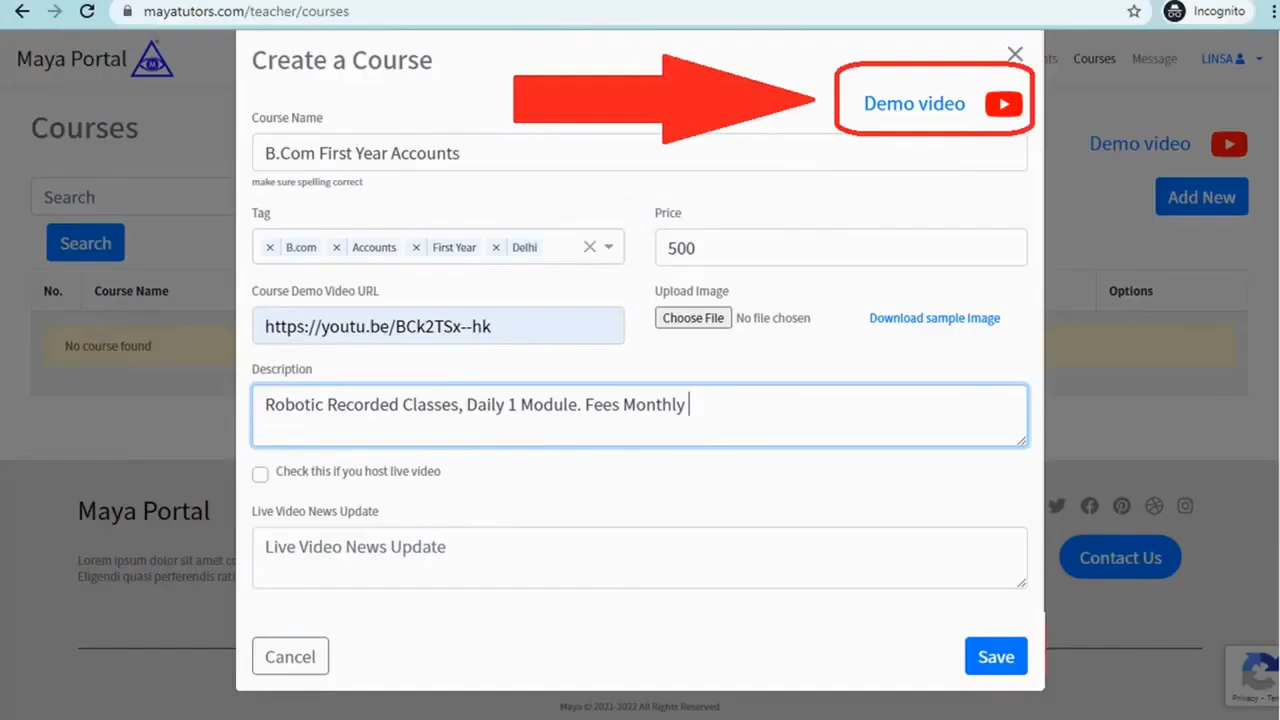 mayatutors.com/teacher/courses
Incognito
Maya Portal
M
Create a Course
Courses Message LINSA
Demo video
Courses
Course Name
B.Com First Year Accounts
make sure spelling correct
Demo video
Search
Add New
Tag
Price
× B.com × Accounts × First Year × Delhi
500
Search
No. Course Name
Course Demo Video URL
Upload Image
Options
https://youtu.be/BCk2TSx--hk
Choose File No file chosen
Download sample Image
No course found
Description
Robotic Recorded Classes, Daily 1 Module. Fees Monthly
Check this if you host live video
Maya Portal
Live Video News Update
Live Video News Update
Lorem ipsum dolor sit amet
Eligendi quasi perferendis
Contact Us
Cancel
Save
Maya © 2021-2022 All Rights Reserved
Privacy